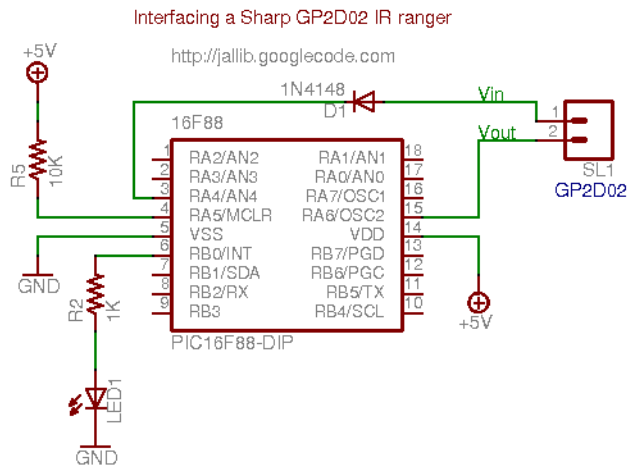 Interfacing a Sharp GP2D02 IR ranger
http://jallib.googlecode.com
+5V
R5
10K
1N4148
D1
Vin
Vout
1
2
SL1
GP2D02
16F88
1 RA2/AN2 RA1/AN1 18
2 RA3/AN3 RA0/AN0 17
3 RA4/AN4 RA7/OSC1 16
4 RA5/MCLR RA6/OSC2 15
5 VSS VDD 14
6 RB0/INT RB7/PGD 13
7 RB1/SDA RB6/PGC 12
8 RB2/RX RB5/TX 11
9 RB3 RB4/SCL 10
PIC16F88-DIP
GND
R2
1K
LED1
GND
+5V